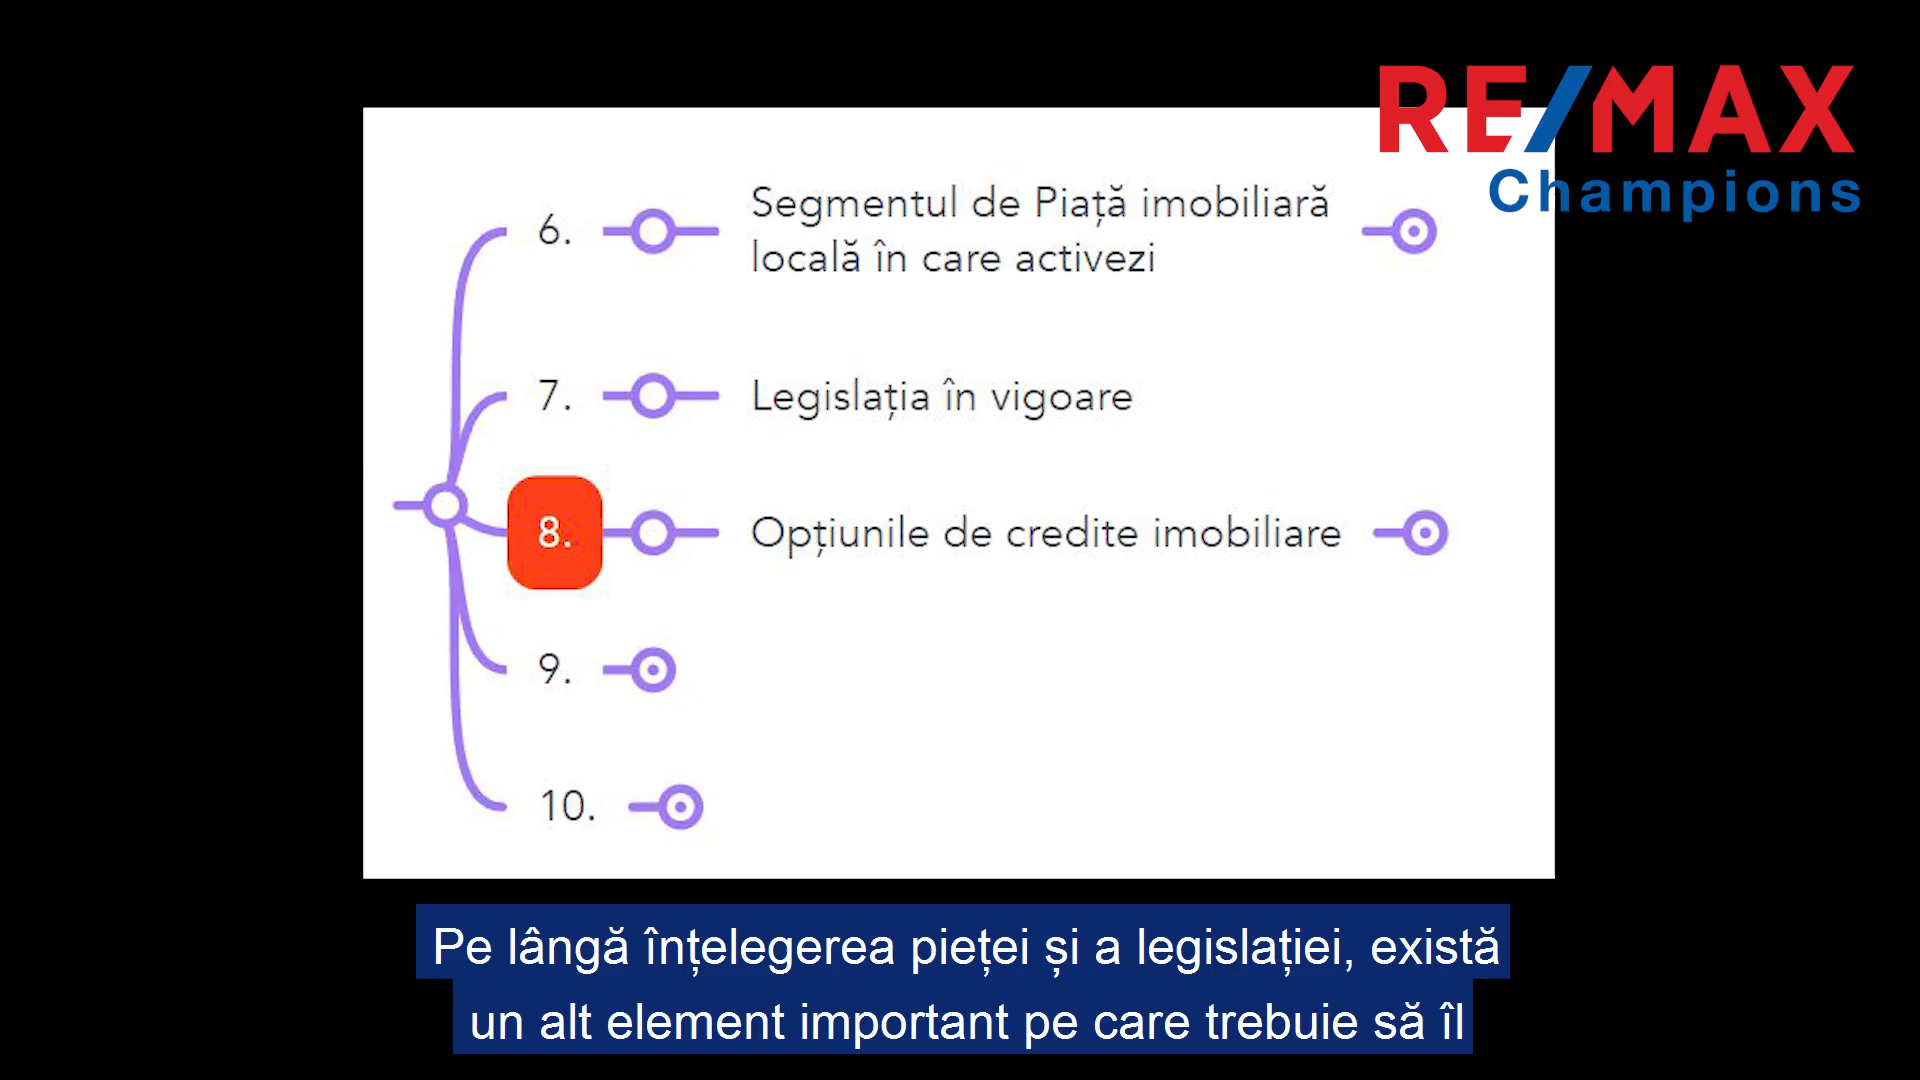 RE/MAX
Champions
6.
Segmentul de Piață imobiliară
locală în care activezi
7.
Legislația în vigoare
8.
Opțiunile de credite imobiliare
9.
10.
Pe lângă înțelegerea pieței și a legislației, există
un alt element important pe care trebuie să îl